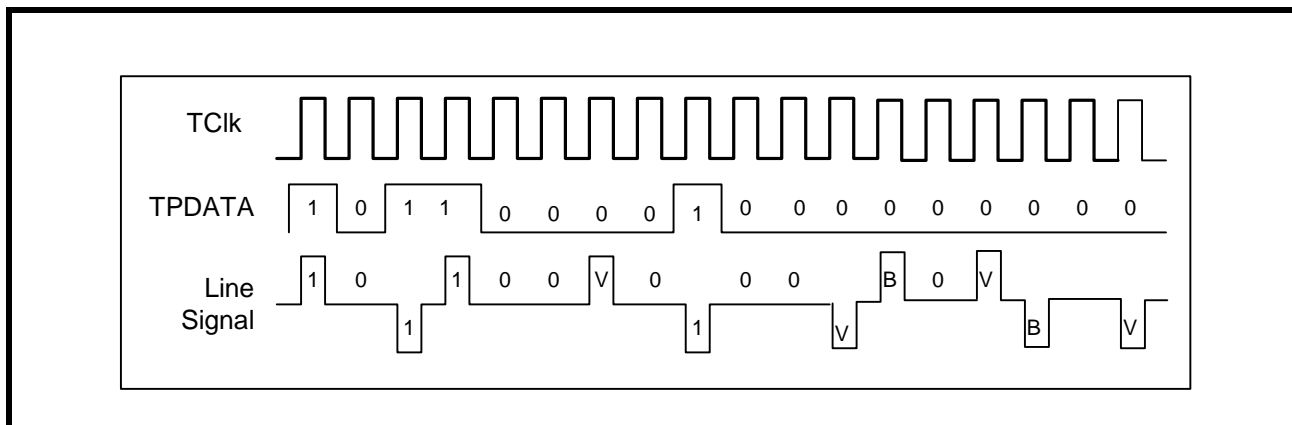 TClk
TPDATA 1 0 1 1 0 0 0 0 1 0 0 0 0 0 0 0 0 0
Line Signal 1 0 1 1 0 0 V 0 1 0 0 V B 0 V B V